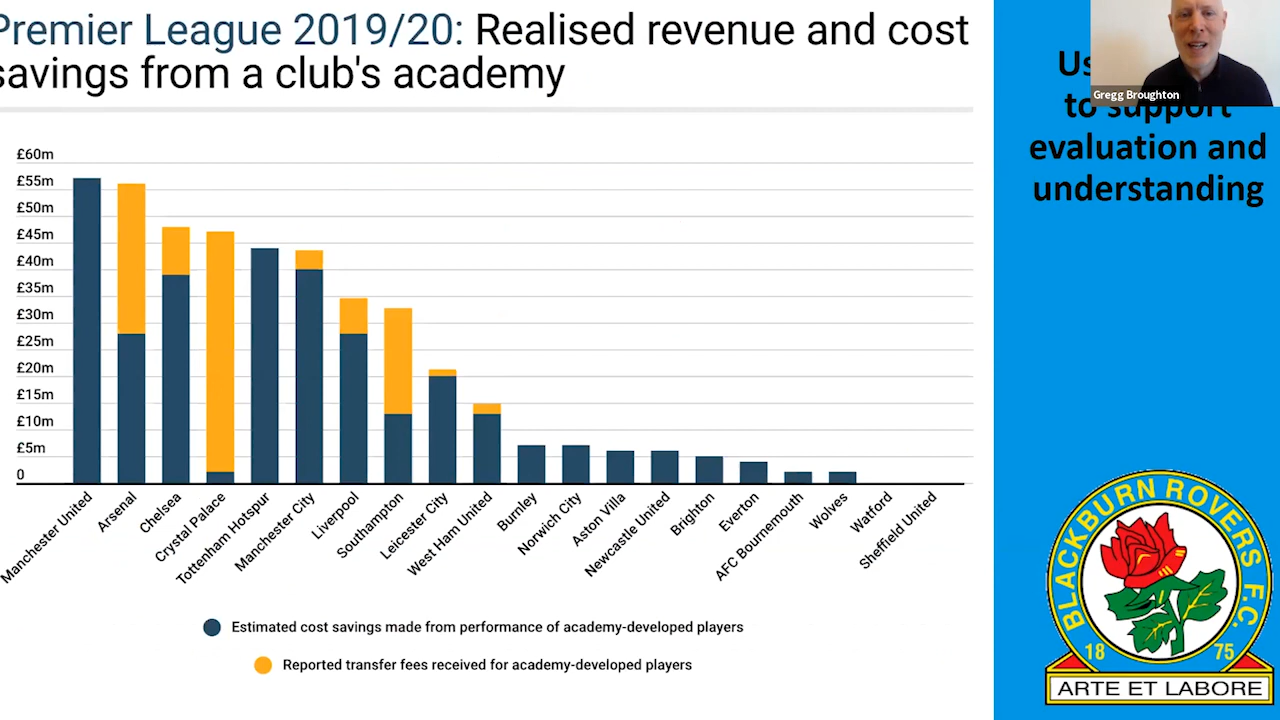 Premier League 2019/20: Realised revenue and cost
savings from a club's academy
£60m
£55m
£50m
£45m
£40m
£35m
£30m
£25m
£20m
£15m
£10m
£5m
0
Manchester United
Arsenal
Chelsea
Crystal Palace
Tottenham Hotspur
Manchester City
Liverpool
Southampton
Leicester City
West Ham United
Burnley
Norwich City
Aston Villa
Newcastle United
Brighton
Everton
AFC Bournemouth
Wolves
Watford
Sheffield United
Estimated cost savings made from performance of academy-developed players
Reported transfer fees received for academy-developed players
Gregg Broughton
to support
evaluation and
understanding
BLACKBURN ROVERS F.C.
18 75
ARTE ET LABORE